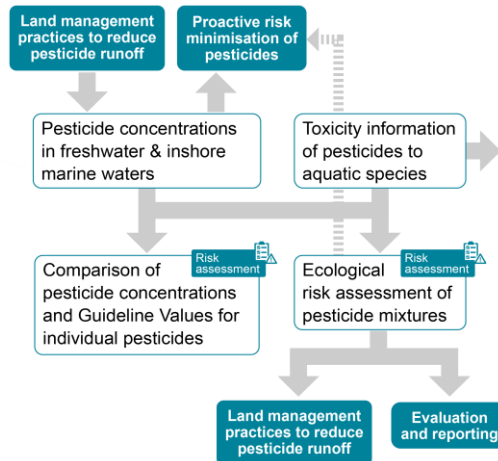 Land management
practices to reduce
pesticide runoff
Proactive risk
minimisation of
pesticides
Pesticide concentrations
in freshwater & inshore
marine waters
Toxicity information
of pesticides to
aquatic species
Risk
assessment
Comparison of
pesticide concentrations
and Guideline Values for
individual pesticides
Risk
assessment
Ecological
risk assessment of
pesticide mixtures
Land management
practices to reduce
pesticide runoff
Evaluation
and reporting